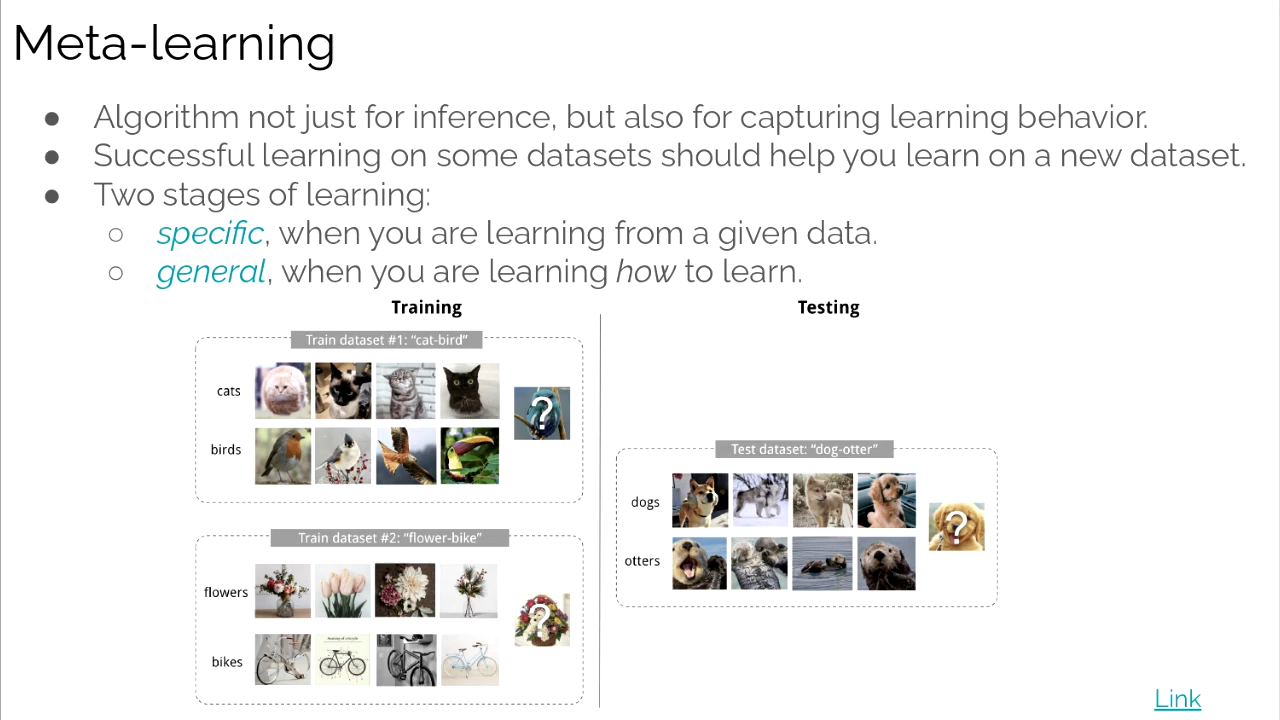 Meta-learning
● Algorithm not just for inference, but also for capturing learning behavior.
● Successful learning on some datasets should help you learn on a new dataset.
● Two stages of learning:
○ specific, when you are learning from a given data.
○ general, when you are learning how to learn.
Training
Testing
Train dataset #1: “cat-bird”
cats
?
birds
Train dataset #2: “flower-bike”
flowers
?
bikes
Test dataset: “dog-otter”
dogs
?
otters
Link